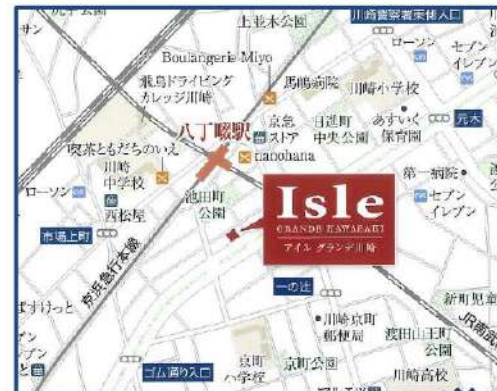 上並木公園
川崎警察署東側入口
Boulangerie Miyo
ローソン
セブン
イレブン
飛鳥ドライビング
カレッジ川崎
馬嶋病院
川崎小学校
八丁畷駅
京急
ストア
日進町
中央公園
あすいく
保育園
元木
喫茶ともだちのいえ
nanohana
川崎
中学校
第一病院
ローソン
西松屋
池田町
公園
セブン
イレブン
市場上町
Isle
GRANDE KAWASAKI
アイル グランデ川崎
京浜急行本線
一の辻
新町児童
JR南武
ばすけっと
川崎京町
郵便局
渡田山王町
公園
ゴム通り入口
京町
小学校
京町公園
川崎高校